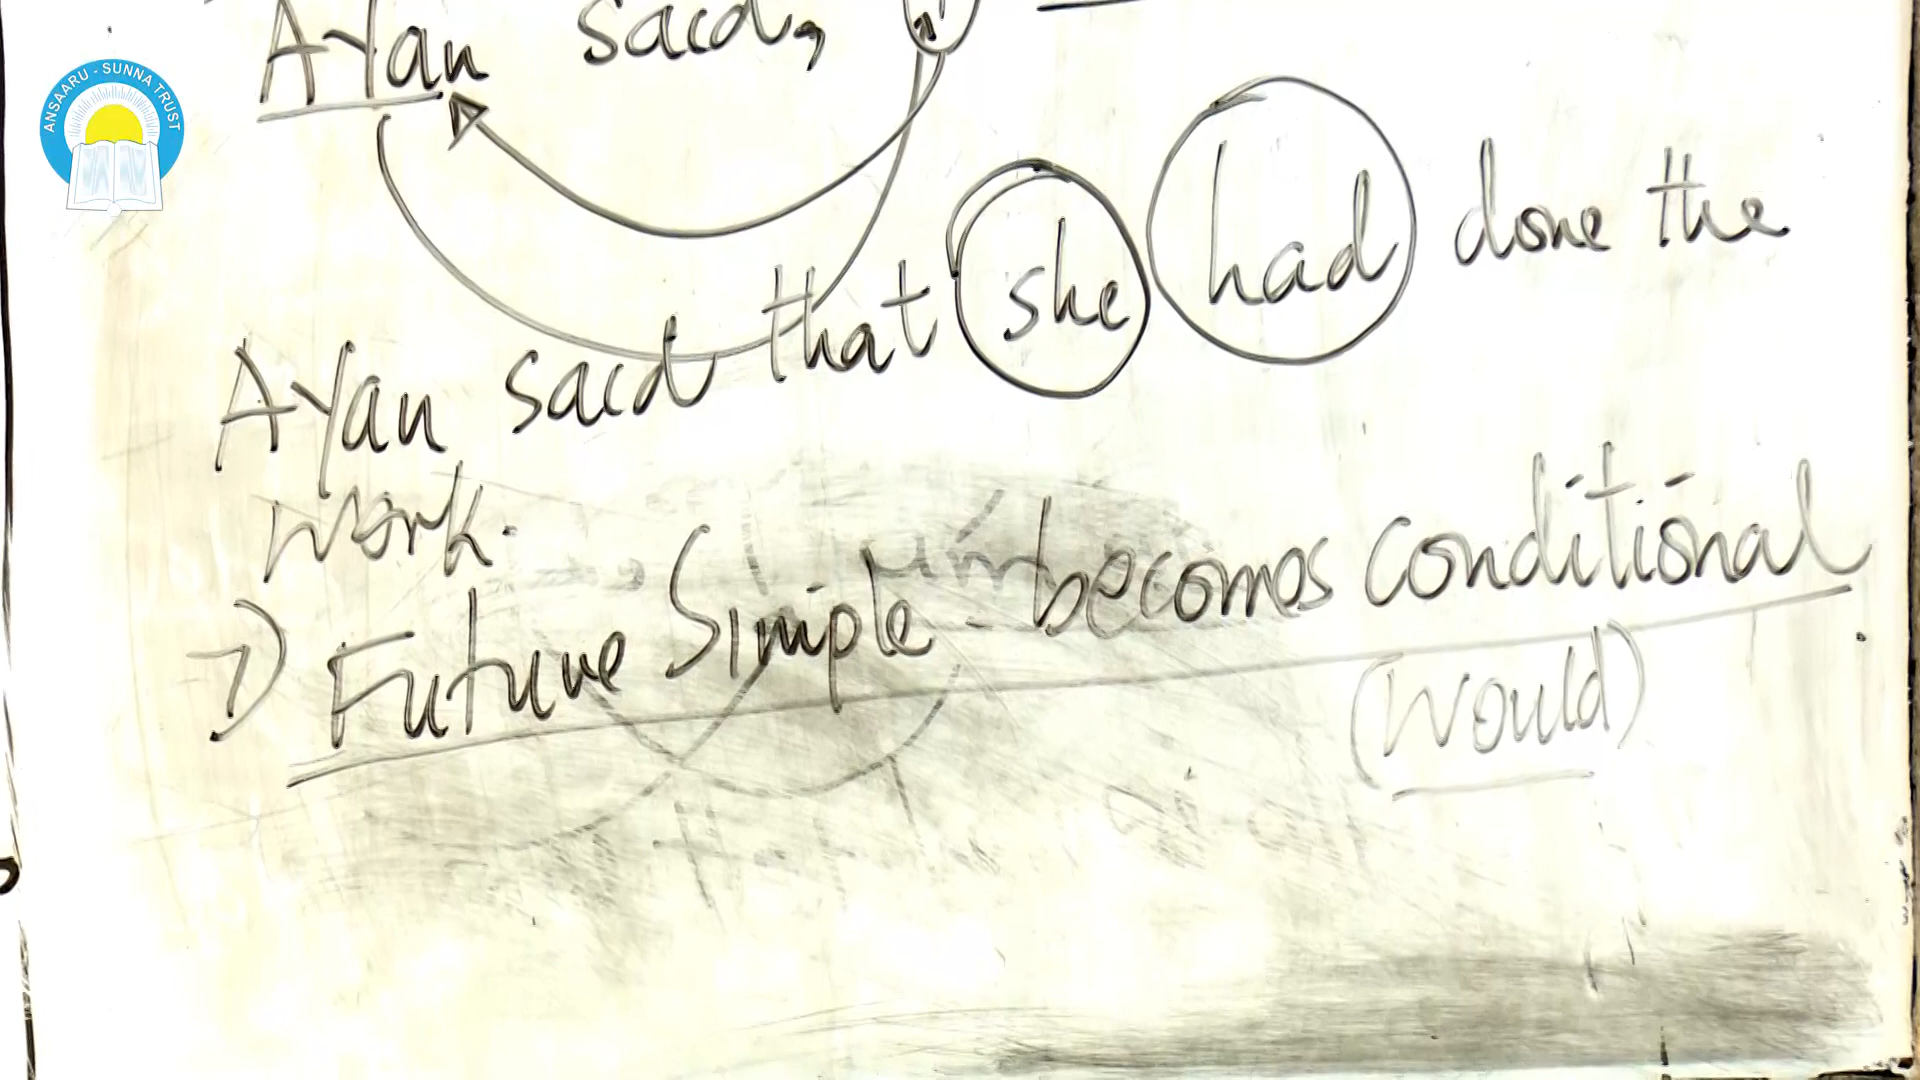 ANSAARU - SUNNA TRUST
Ayan said,
Ayan said that she had done the
work.
7) Future Simple - becomes conditional
(would)